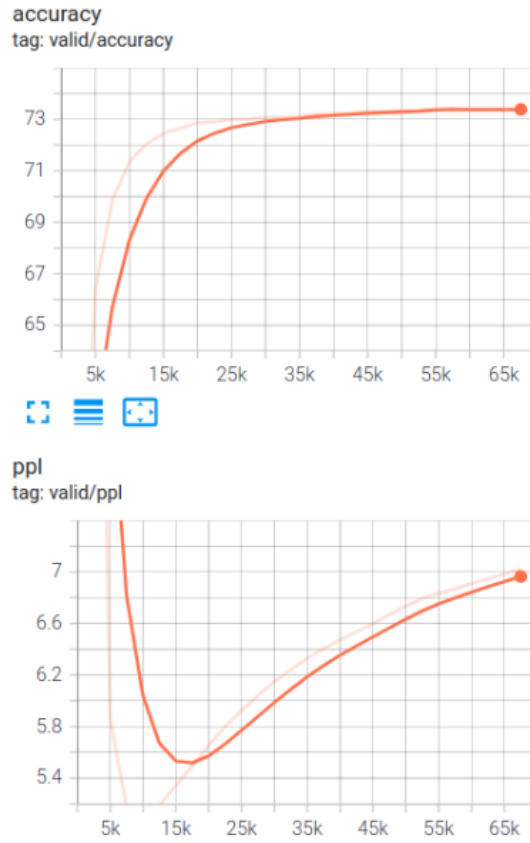 accuracy
tag: valid/accuracy
73
71
69
67
65
5k 15k 25k 35k 45k 55k 65k
ppl
tag: valid/ppl
7
6.6
6.2
5.8
5.4
5k 15k 25k 35k 45k 55k 65k